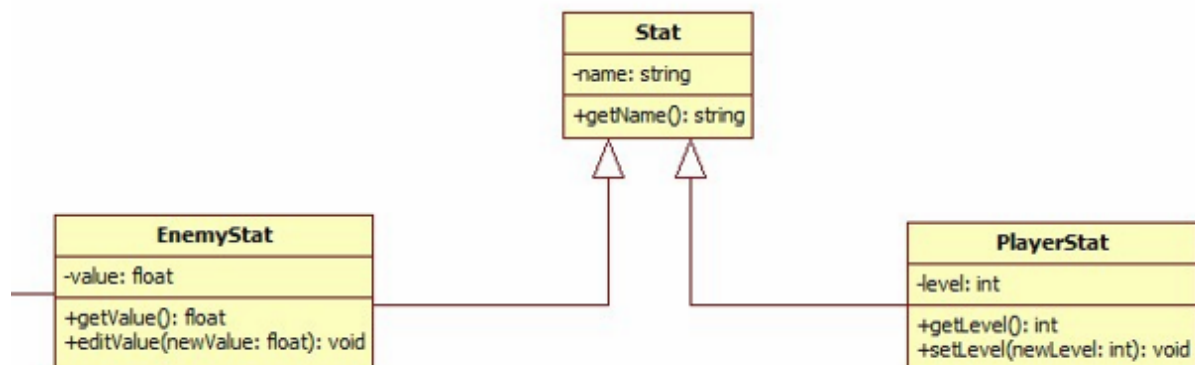 Stat
-name: string
+getName(): string
EnemyStat
-value: float
+getValue(): float
+editValue(newValue: float): void
PlayerStat
-level: int
+getLevel(): int
+setLevel(newLevel: int): void